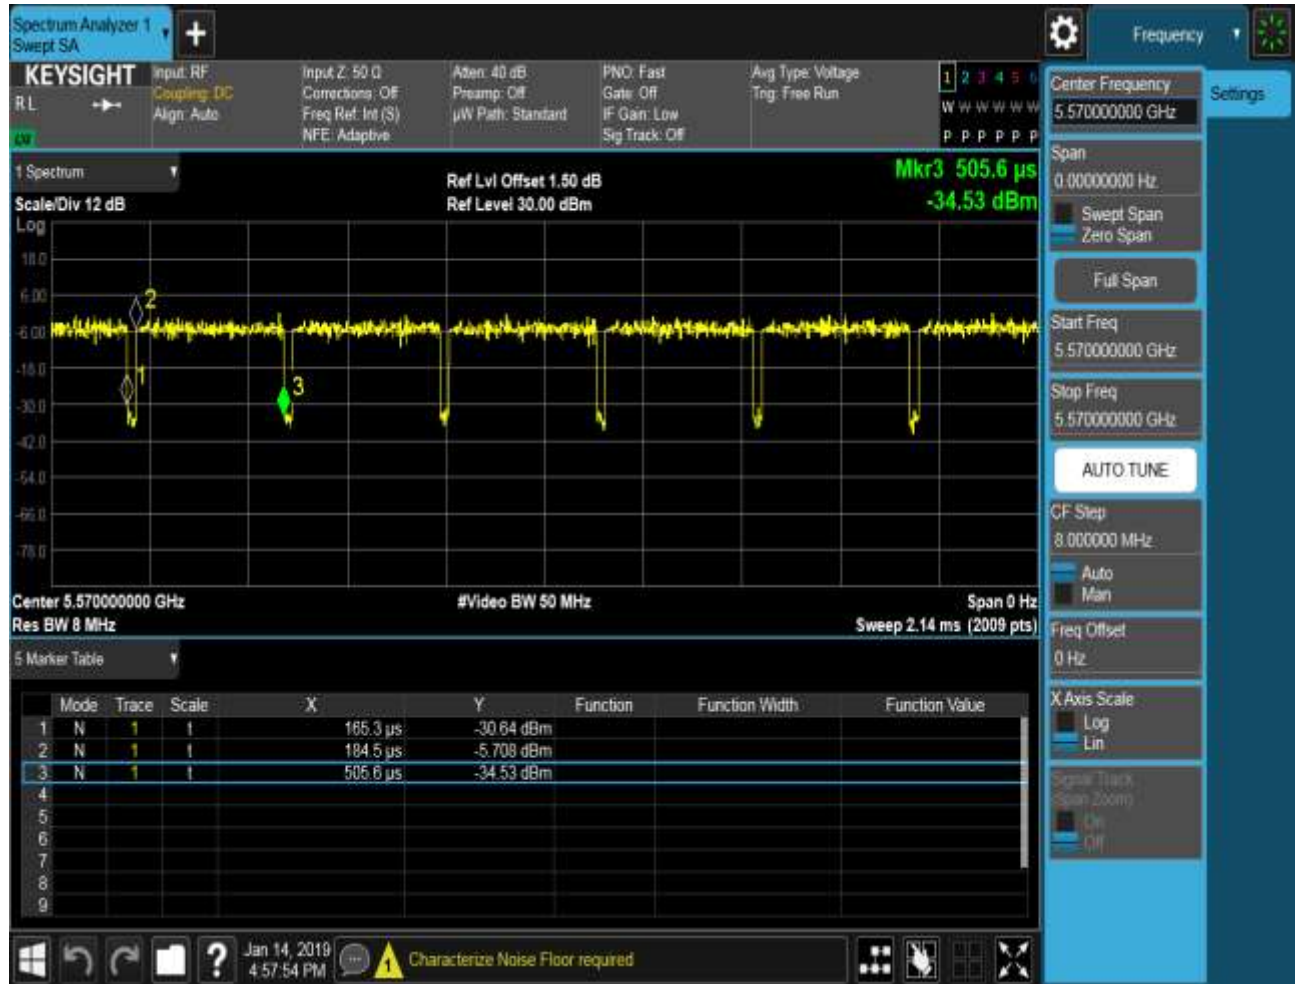 Spectrum Analyzer 1
Swept SA
Frequency
KEYSIGHT
RL
Input: RF
Coupling: DC
Align: Auto
Input Z: 50 Ω
Corrections: Off
Freq Ref: Int (S)
NFE: Adaptive
Atten: 40 dB
Preamp: Off
µW Path: Standard
PNO: Fast
Gate: Off
IF Gain: Low
Sig Track: Off
Avg Type: Voltage
Trig: Free Run
1 2 3 4 5 6
W W W W W W
P P P P P P
1 Spectrum
Scale/Div 12 dB
Ref Lvl Offset 1.50 dB
Ref Level 30.00 dBm
Mkr3 505.6 µs
-34.53 dBm
Log
18.0
6.00
-6.00
-18.0
-30.0
-42.0
-54.0
-66.0
-78.0
2
1
3
Center 5.570000000 GHz
#Video BW 50 MHz
Span 0 Hz
Res BW 8 MHz
Sweep 2.14 ms (2009 pts)
5 Marker Table
Mode Trace Scale X Y Function Function Width Function Value
1 N 1 t 165.3 µs -30.64 dBm
2 N 1 t 184.5 µs -5.708 dBm
3 N 1 t 505.6 µs -34.53 dBm
4
5
6
7
8
9
Center Frequency
5.570000000 GHz
Settings
Span
0.00000000 Hz
Swept Span
Zero Span
Full Span
Start Freq
5.570000000 GHz
Stop Freq
5.570000000 GHz
AUTO TUNE
CF Step
8.000000 MHz
Auto
Man
Freq Offset
0 Hz
X Axis Scale
Log
Lin
Signal Track
(Span Zoom)
On
Off
?
Jan 14, 2019
4:57:54 PM
1
Characterize Noise Floor required